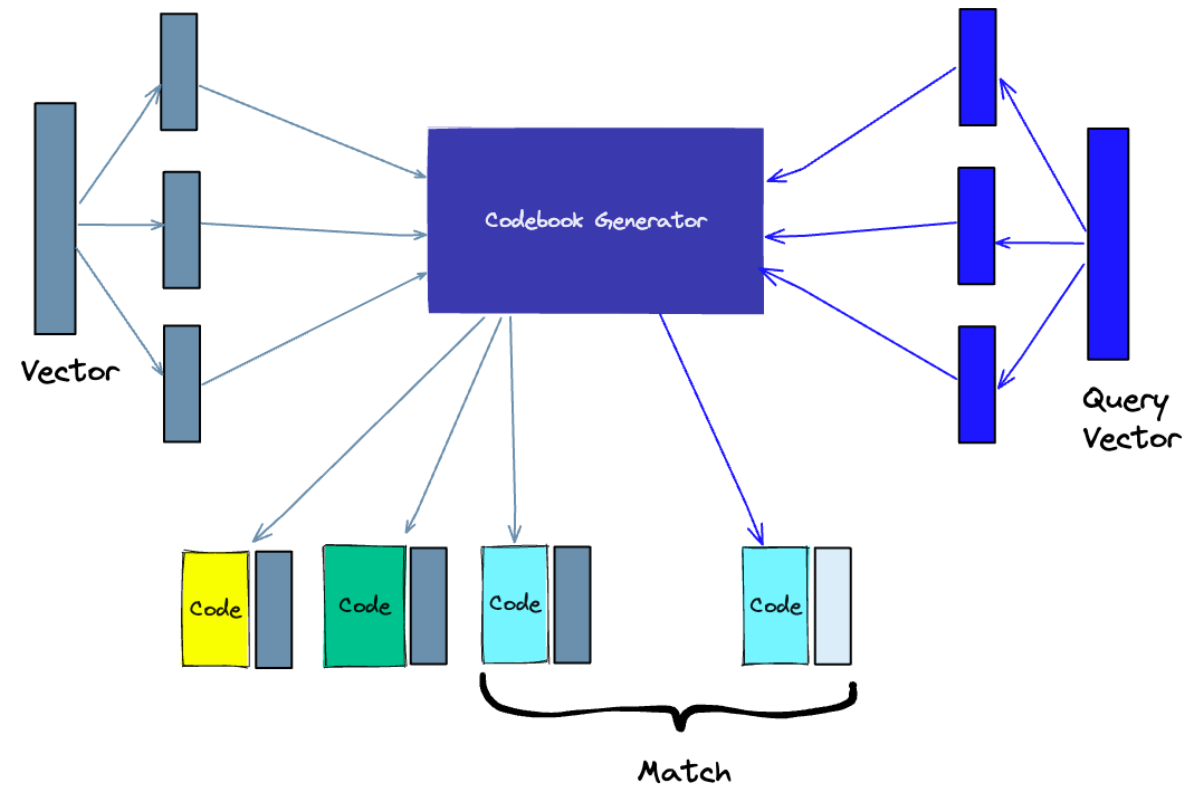 Codebook Generator
Vector
Query
Vector
Code
Code
Code
Code
Match